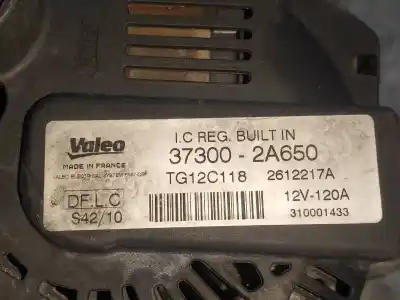 Valeo
I.C REG. BUILT IN
37300 - 2A650
MADE IN FRANCE
TG12C118 2612217A
DF.L.C
S42/10
12V-120A
310001433